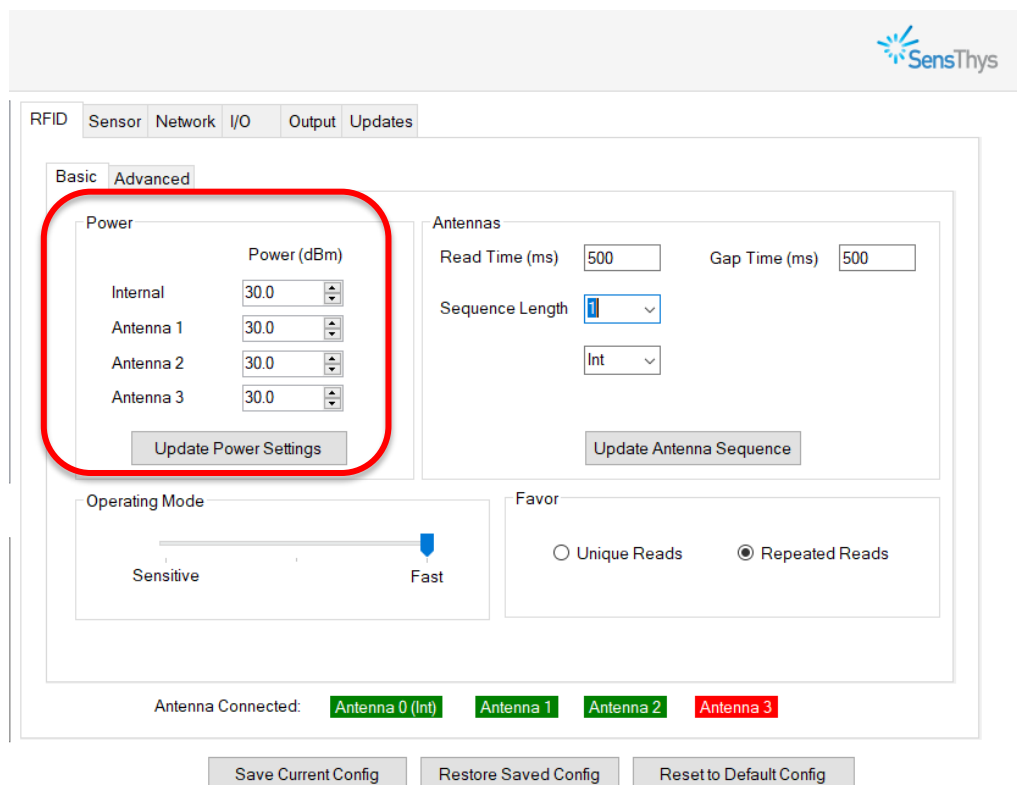 SensThys
RFID Sensor Network I/O Output Updates
Basic Advanced
Power
Power (dBm)
Internal 30.0
Antenna 1 30.0
Antenna 2 30.0
Antenna 3 30.0
Update Power Settings
Antennas
Read Time (ms) 500 Gap Time (ms) 500
Sequence Length 1
Int
Update Antenna Sequence
Operating Mode
Sensitive Fast
Favor
Unique Reads Repeated Reads
Antenna Connected: Antenna 0 (Int) Antenna 1 Antenna 2 Antenna 3
Save Current Config Restore Saved Config Reset to Default Config